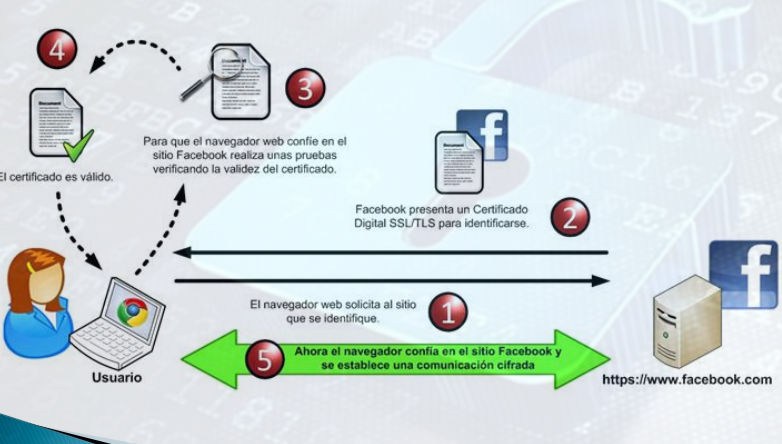 4
3
Document
Document
Para que el navegador web confíe en el
sitio Facebook realiza unas pruebas
verificando la validez del certificado.
El certificado es válido.
f
Document
Facebook presenta un Certificado
Digital SSL/TLS para identificarse.
2
f
El navegador web solicita al sitio
que se identifique.
1
5
Ahora el navegador confía en el sitio Facebook y
se establece una comunicación cifrada
Usuario
https://www.facebook.com